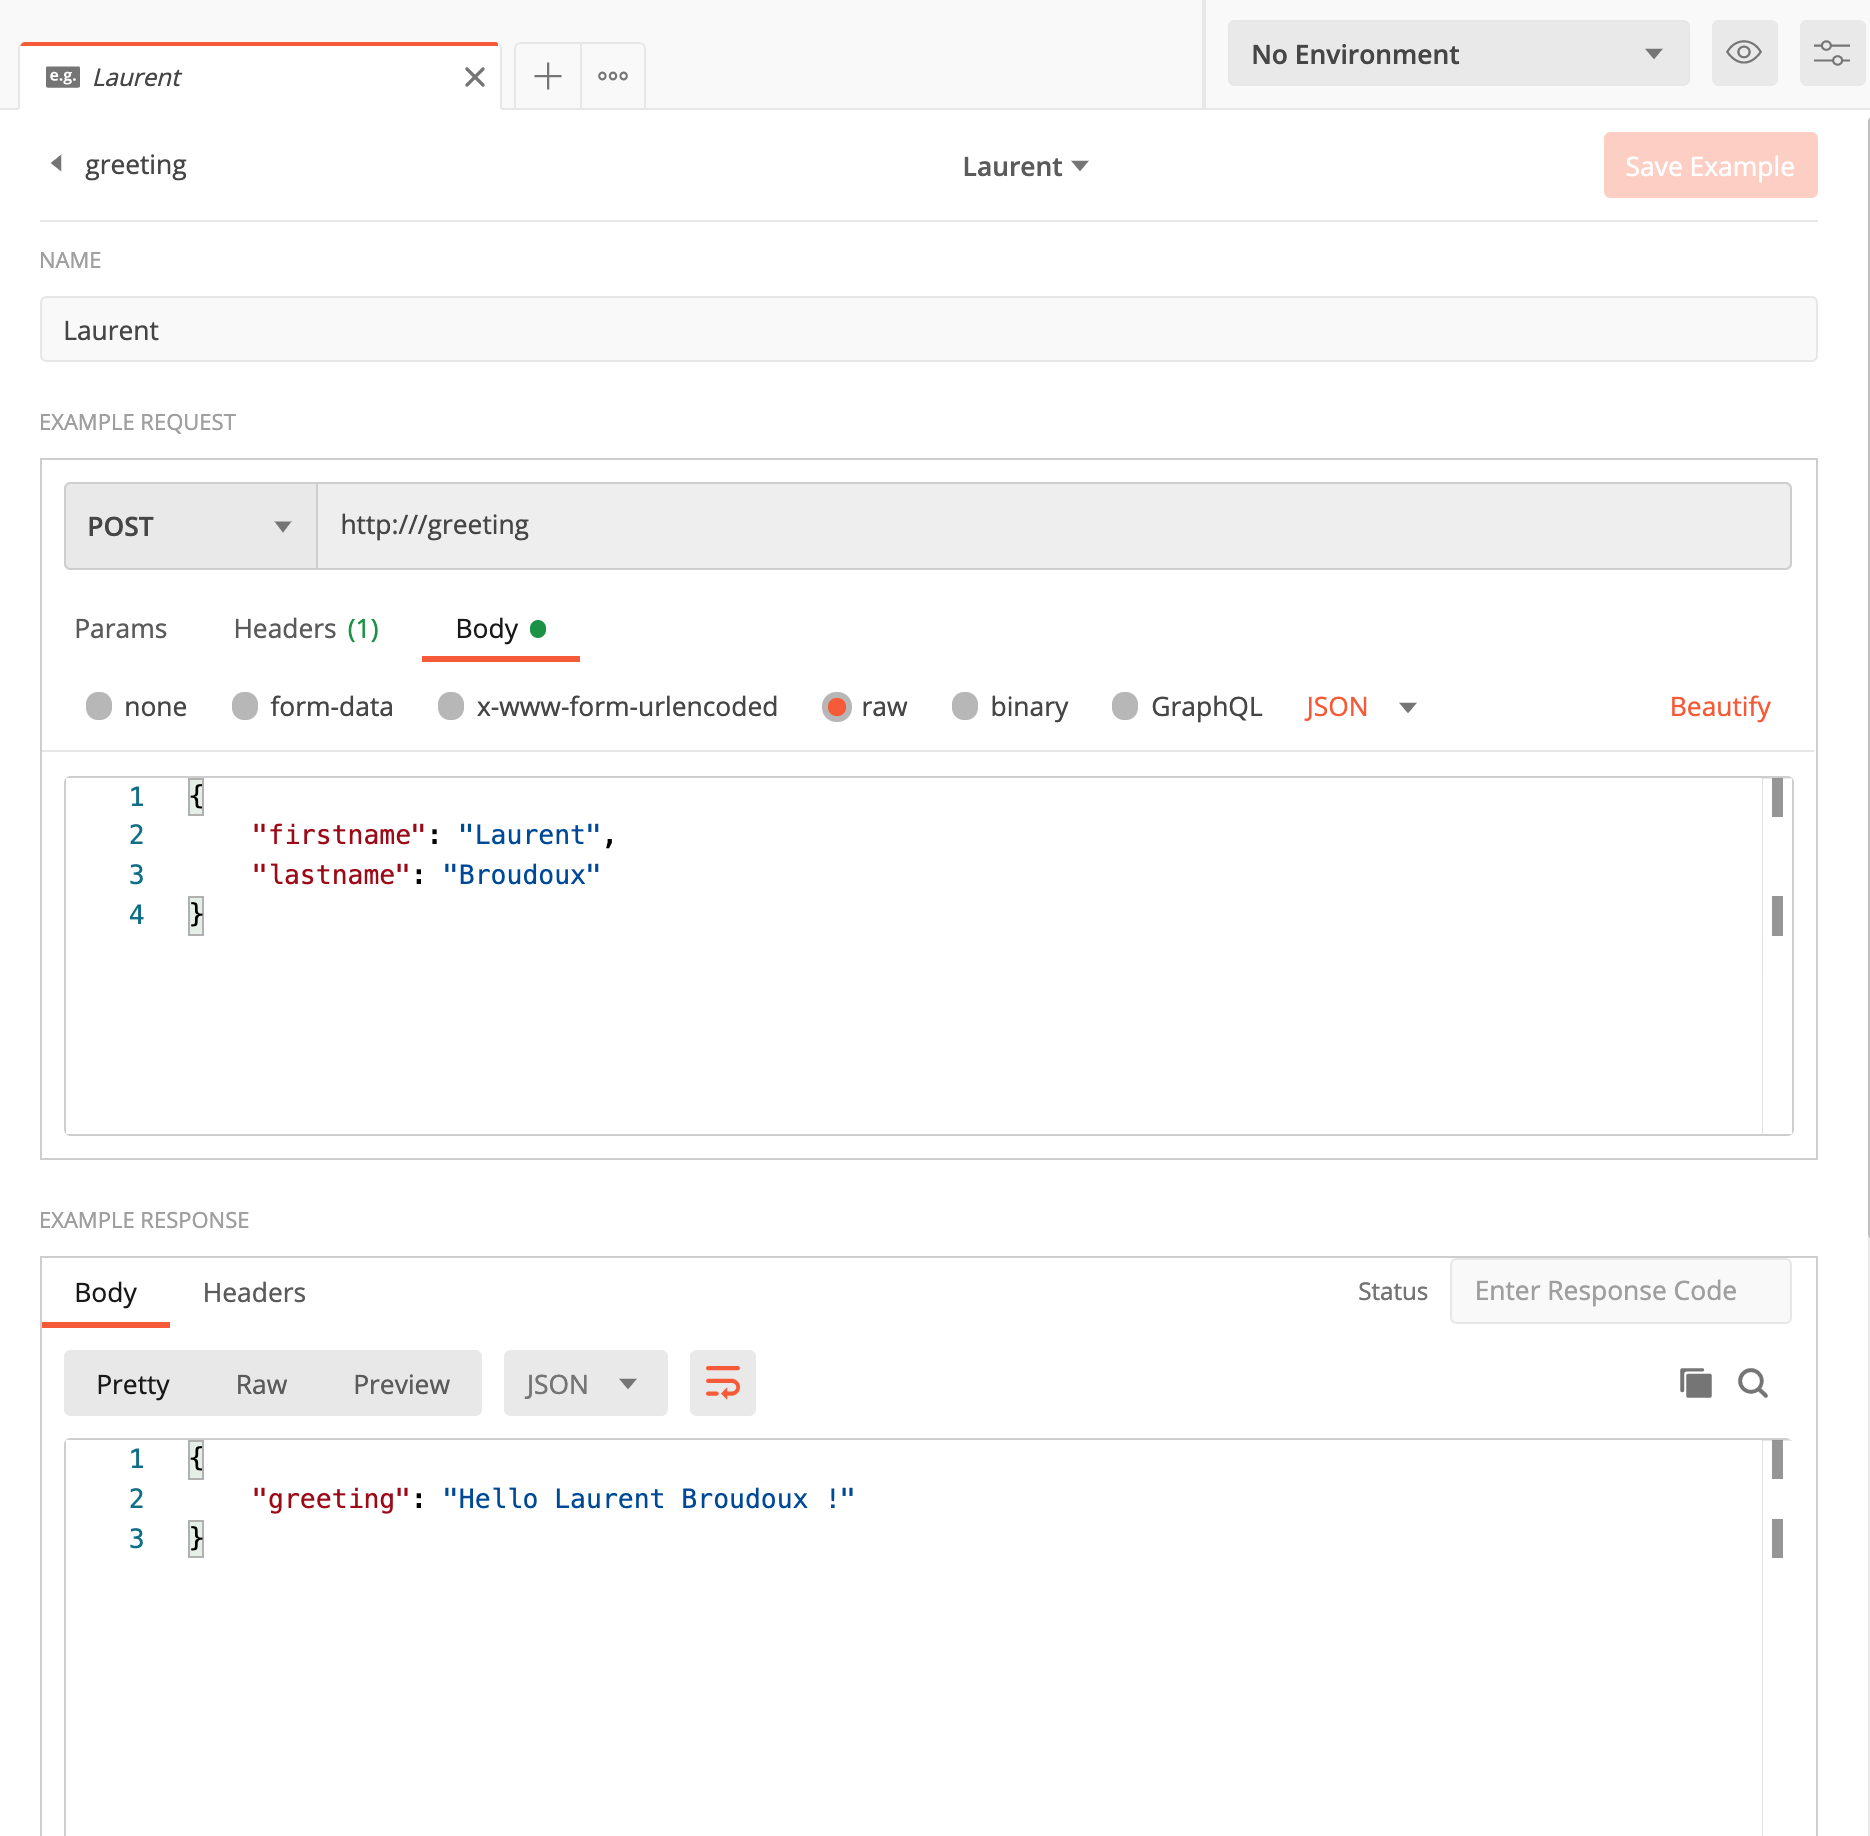 e.g. Laurent
No Environment
greeting
Laurent
Save Example
NAME
Laurent
EXAMPLE REQUEST
POST http:///greeting
Params Headers (1) Body
none form-data x-www-form-urlencoded raw binary GraphQL JSON Beautify
1 {
2 "firstname": "Laurent",
3 "lastname": "Broudoux"
4 }
EXAMPLE RESPONSE
Body Headers Status Enter Response Code
Pretty Raw Preview JSON
1 {
2 "greeting": "Hello Laurent Broudoux !"
3 }